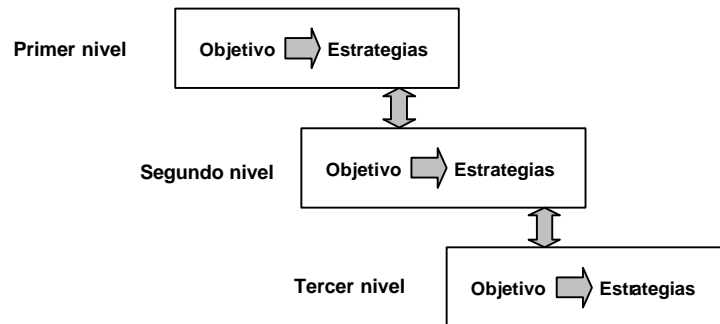 Primer nivel
Objetivo Estrategias
Segundo nivel
Objetivo Estrategias
Tercer nivel
Objetivo Estrategias